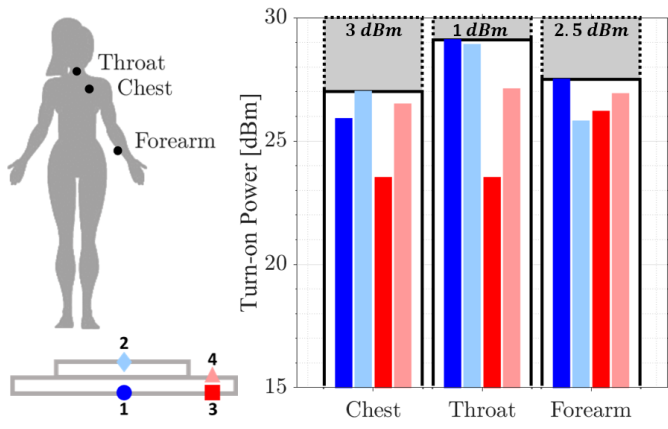 Throat
Chest
Forearm
2
4
1
3
Turn-on Power [dBm]
30
25
20
15
3 dBm
1 dBm
2.5 dBm
Chest
Throat
Forearm